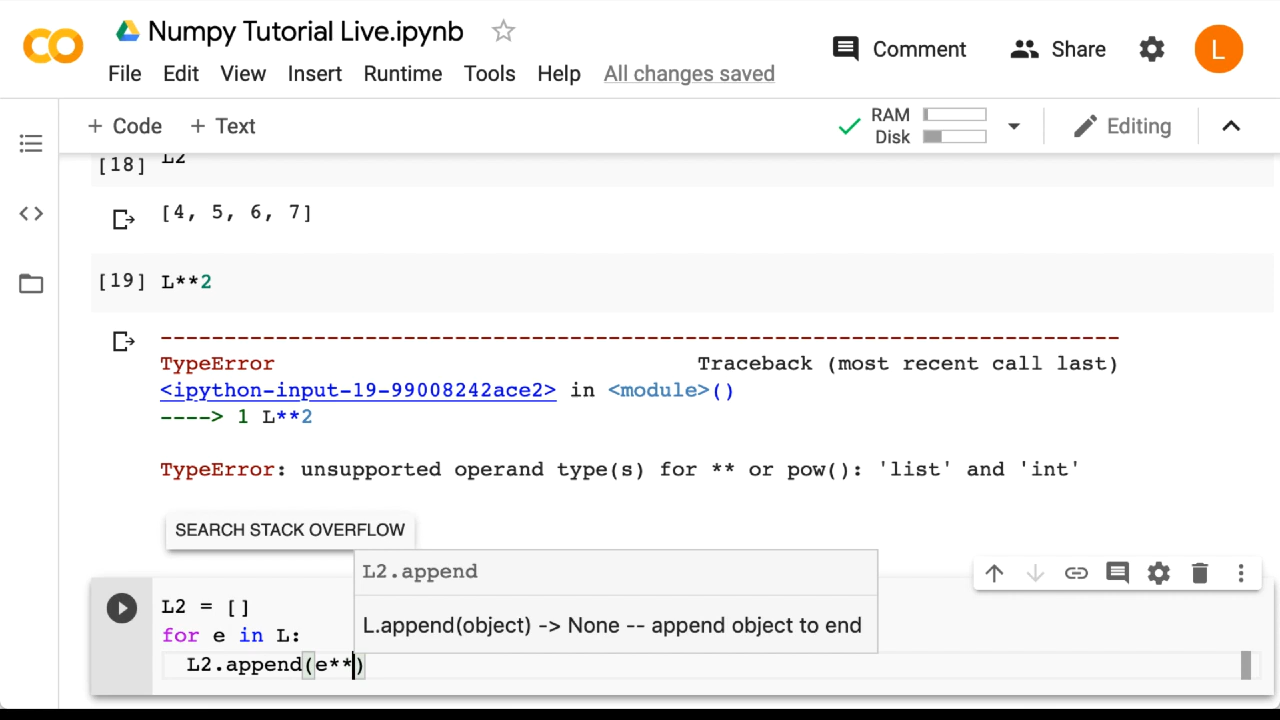 Numpy Tutorial Live.ipynb
Comment
Share
L
File Edit View Insert Runtime Tools Help All changes saved
+ Code + Text
RAM
Disk
Editing
[18] L2
[4, 5, 6, 7]
[19] L**2
---------------------------------------------------------------------------
TypeError Traceback (most recent call last)
<ipython-input-19-99008242ace2> in <module>()
----> 1 L**2
TypeError: unsupported operand type(s) for ** or pow(): 'list' and 'int'
SEARCH STACK OVERFLOW
L2.append
L.append(object) -> None -- append object to end
L2 = []
for e in L:
L2.append(e**)